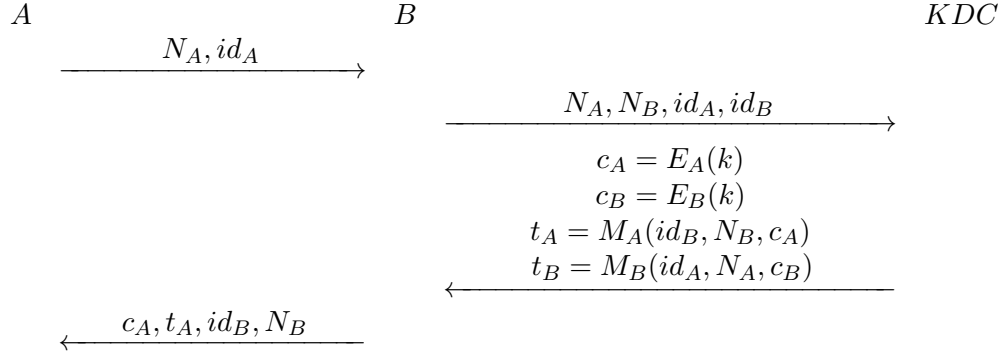 A B KDC
N_A, id_A
N_A, N_B, id_A, id_B
c_A = E_A(k)
c_B = E_B(k)
t_A = M_A(id_B, N_B, c_A)
t_B = M_B(id_A, N_A, c_B)
c_A, t_A, id_B, N_B